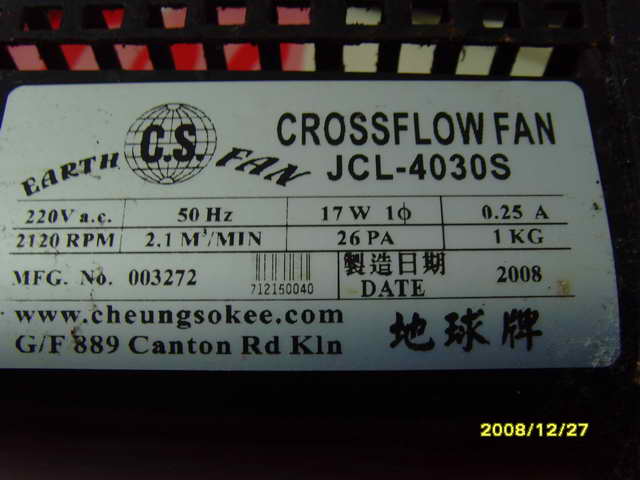 CROSSFLOW FAN
EARTH C.S. FAN
JCL-4030S
220V a.c. 50 Hz 17 W 1ф 0.25 A
2120 RPM 2.1 M³/MIN 26 PA 1 KG
MFG. No. 003272 712150040 製造日期 DATE 2008
www.cheungsokee.com
G/F 889 Canton Rd Kln 地球牌
2008/12/27